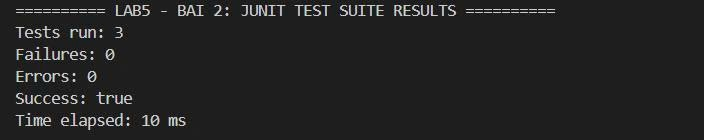 ========== LAB5 - BAI 2: JUNIT TEST SUITE RESULTS ==========
Tests run: 3
Failures: 0
Errors: 0
Success: true
Time elapsed: 10 ms